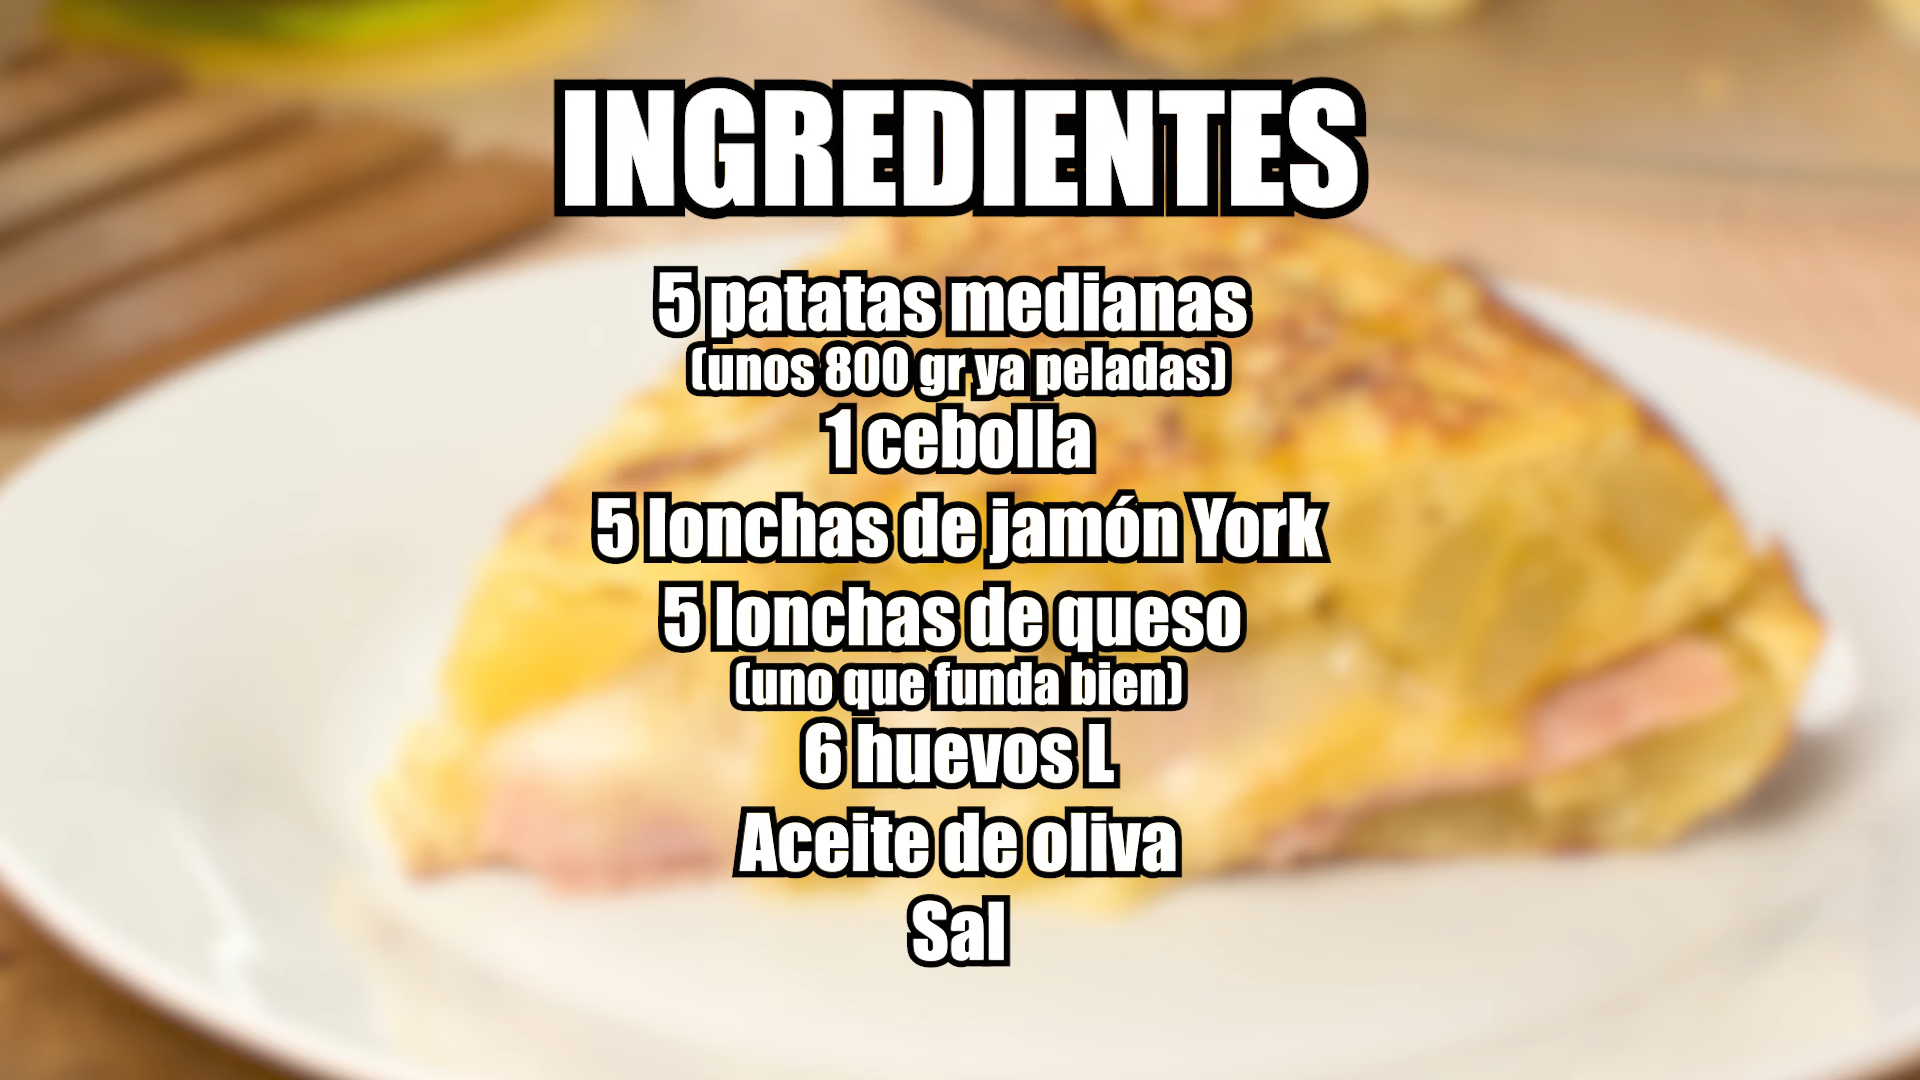 INGREDIENTES
5 patatas medianas
(unos 800 gr ya peladas)
1 cebolla
5 lonchas de jamón York
5 lonchas de queso
(uno que funda bien)
6 huevos L
Aceite de oliva
Sal